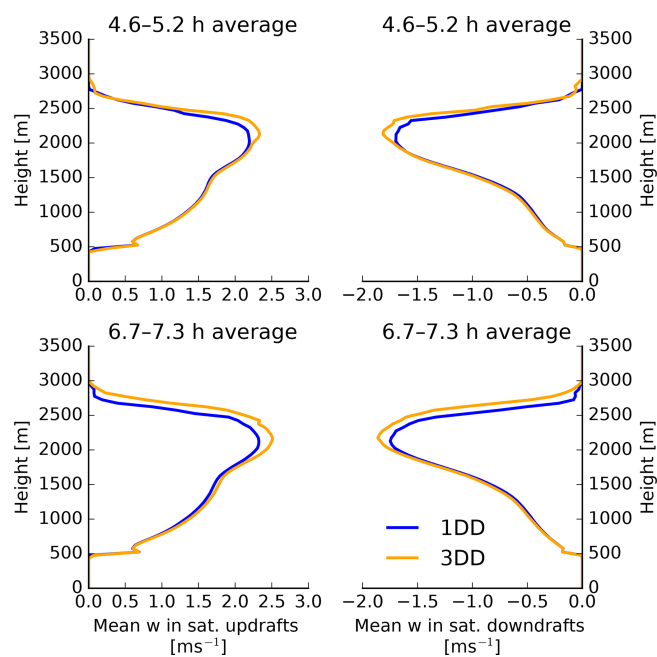 4.6–5.2 h average
4.6–5.2 h average
3500
3000
2500
2000
1500
1000
500
0
Height [m]
0.0 0.5 1.0 1.5 2.0 2.5 3.0
3500
3000
2500
2000
1500
1000
500
0
Height [m]
−2.0 −1.5 −1.0 −0.5 0.0
6.7–7.3 h average
6.7–7.3 h average
3500
3000
2500
2000
1500
1000
500
0
Height [m]
0.0 0.5 1.0 1.5 2.0 2.5 3.0
Mean w in sat. updrafts
[ms⁻¹]
1DD
3DD
3500
3000
2500
2000
1500
1000
500
0
Height [m]
−2.0 −1.5 −1.0 −0.5 0.0
Mean w in sat. downdrafts
[ms⁻¹]